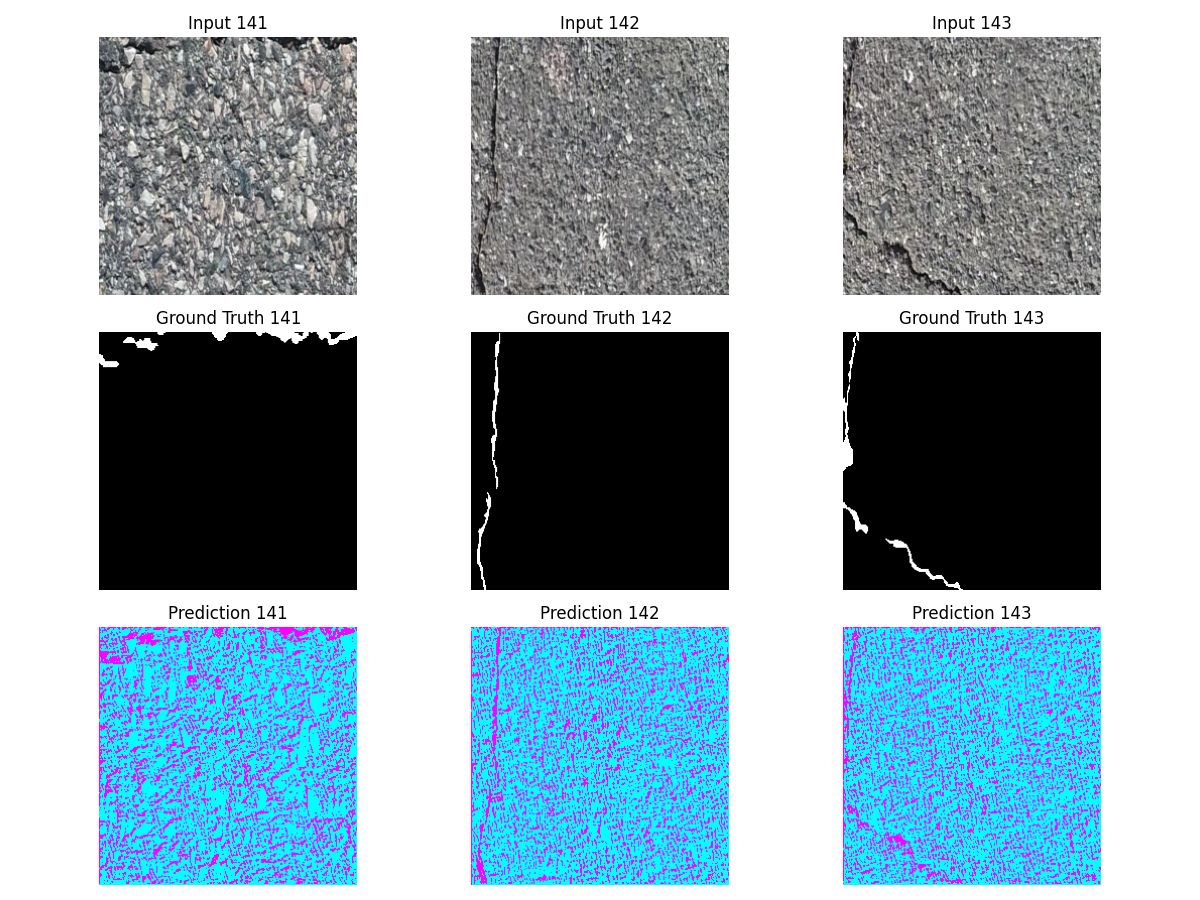 Input 141
Input 142
Input 143
Ground Truth 141
Ground Truth 142
Ground Truth 143
Prediction 141
Prediction 142
Prediction 143